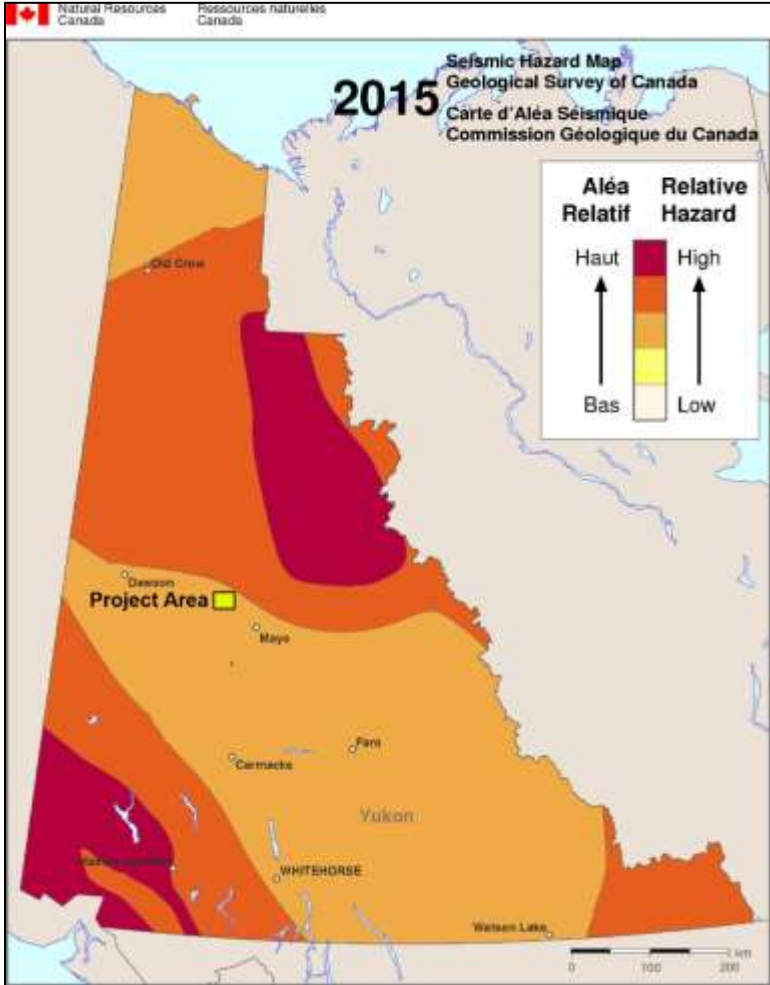 Natural Resources Ressources naturelles
Canada Canada
2015
Seismic Hazard Map
Geological Survey of Canada
Carte d'Aléa Séismique
Commission Géologique du Canada
Aléa Relative
Relatif Hazard
Haut High
Bas Low
Old Crow
Dawson
Project Area
Mayo
Faro
Carmacks
Yukon
WHITEHORSE
Watson Lake
km
0 100 200